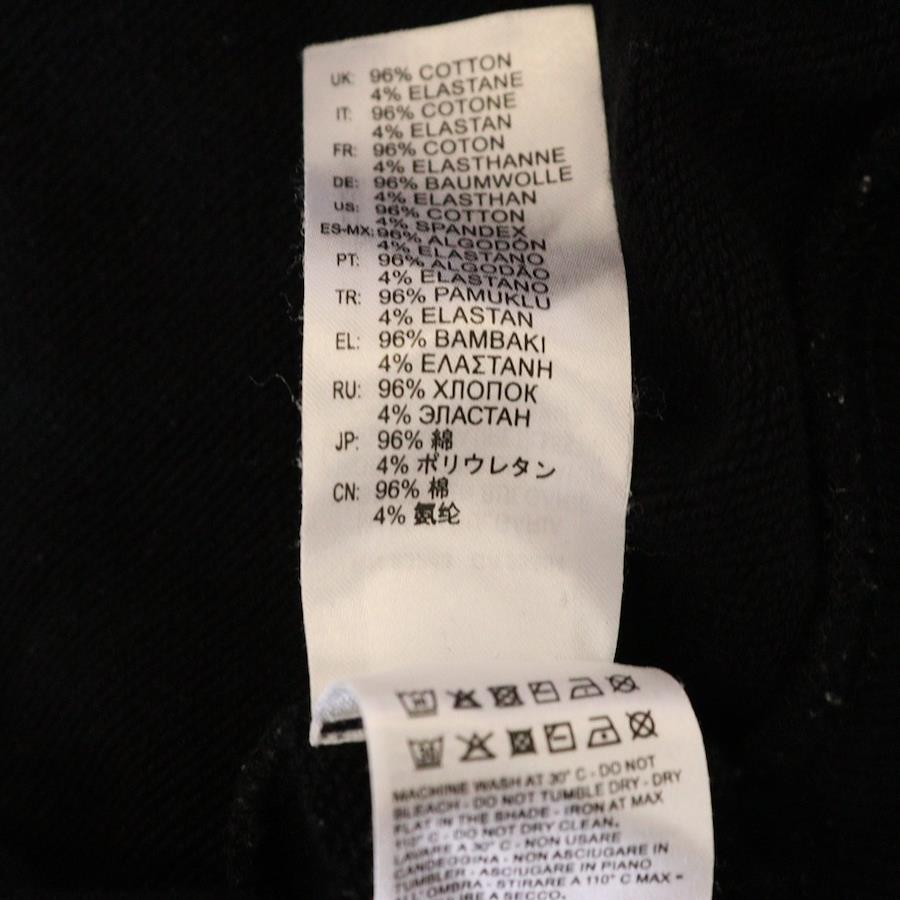 UK: 96% COTTON
4% ELASTANE
IT: 96% COTONE
4% ELASTAN
FR: 96% COTON
4% ELASTHANNE
DE: 96% BAUMWOLLE
4% ELASTHAN
US: 96% COTTON
4% SPANDEX
ES-MX: 96% ALGODÓN
4% ELASTANO
PT: 96% ALGODÃO
4% ELASTANO
TR: 96% PAMUKLU
4% ELASTAN
EL: 96% BAMBAKI
4% ΕΛΑΣΤΑΝΗ
RU: 96% ХЛОПОК
4% ЭЛАСТАН
JP: 96% 綿
4% ポリウレタン
CN: 96% 棉
4% 氨纶
MACHINE WASH AT 30° C - DO NOT
BLEACH - DO NOT TUMBLE DRY - DRY
FLAT IN THE SHADE - IRON AT MAX
110° C - DO NOT DRY CLEAN.
LAVARE A 30° C - NON USARE
CANDEGGINA - NON ASCIUGARE IN
TUMBLER - ASCIUGARE IN PIANO
ALL'OMBRA - STIRARE A 110° C MAX -
A SECCO.